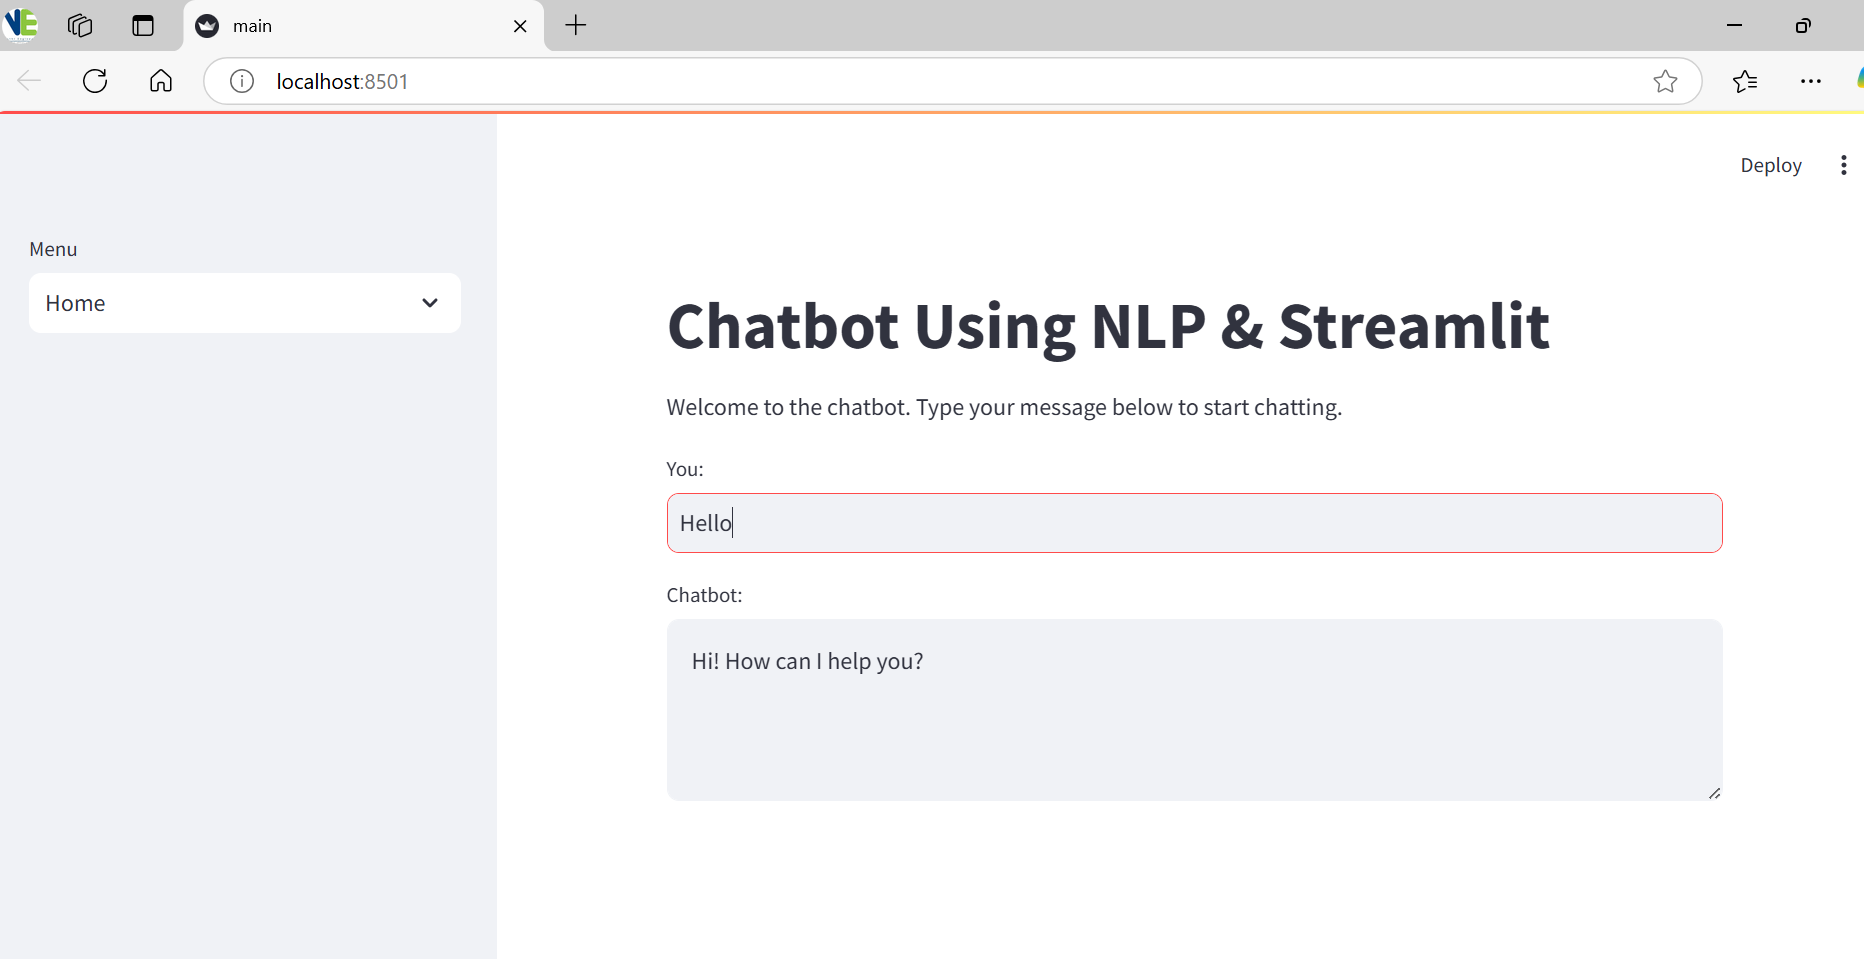 main
localhost:8501
Deploy
Menu
Home
Chatbot Using NLP & Streamlit
Welcome to the chatbot. Type your message below to start chatting.
You:
Hello
Chatbot:
Hi! How can I help you?